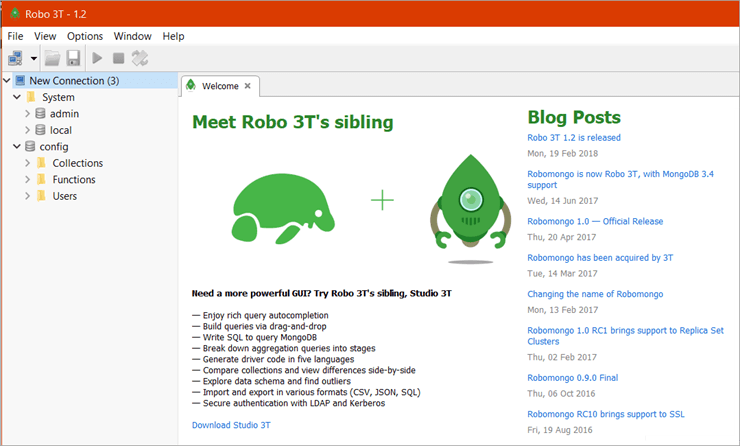 Robo 3T - 1.2
File View Options Window Help
New Connection (3)
System
admin
local
config
Collections
Functions
Users
Welcome
Meet Robo 3T's sibling
Need a more powerful GUI? Try Robo 3T's sibling, Studio 3T
— Enjoy rich query autocompletion
— Build queries via drag-and-drop
— Write SQL to query MongoDB
— Break down aggregation queries into stages
— Generate driver code in five languages
— Compare collections and view differences side-by-side
— Explore data schema and find outliers
— Import and export in various formats (CSV, JSON, SQL)
— Secure authentication with LDAP and Kerberos
Download Studio 3T
Blog Posts
Robo 3T 1.2 is released
Mon, 19 Feb 2018
Robomongo is now Robo 3T, with MongoDB 3.4
support
Wed, 14 Jun 2017
Robomongo 1.0 — Official Release
Thu, 20 Apr 2017
Robomongo has been acquired by 3T
Tue, 14 Mar 2017
Changing the name of Robomongo
Mon, 13 Feb 2017
Robomongo 1.0 RC1 brings support to Replica Set
Clusters
Thu, 02 Feb 2017
Robomongo 0.9.0 Final
Thu, 06 Oct 2016
Robomongo RC10 brings support to SSL
Fri, 19 Aug 2016